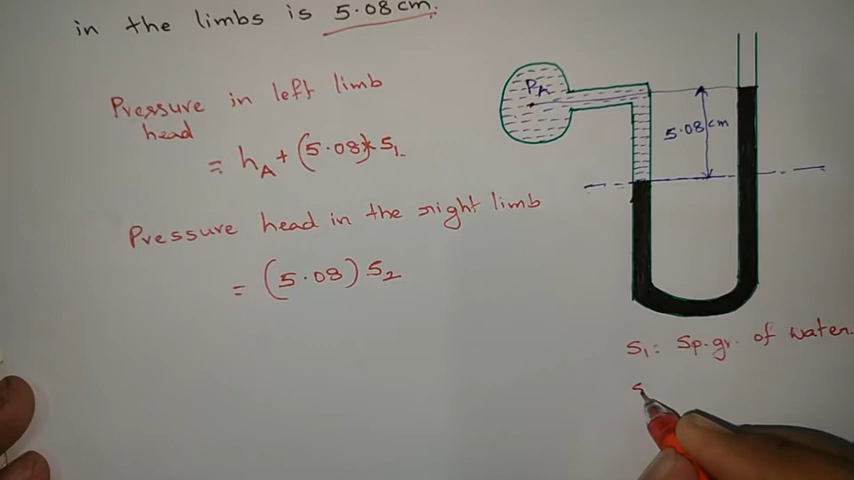 in the limbs is 5.08 cm.
Pressure in left limb
head
= hA + (5.08)* S1
Pressure head in the right limb
= (5.08) S2
PA
5.08 cm
S1: Sp.gr. of water.
S